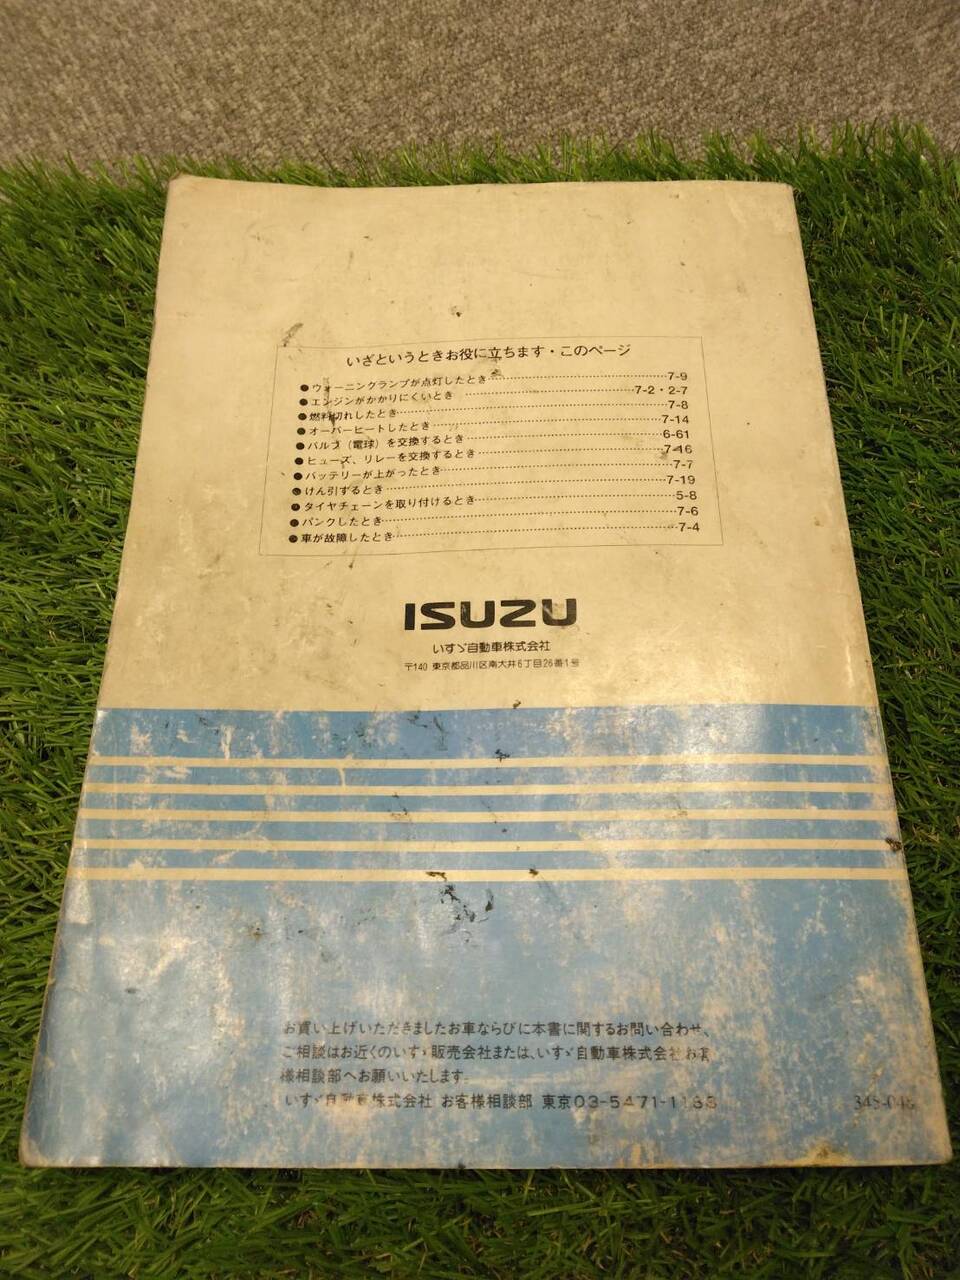 いざというときお役に立ちます・このページ
●ウォーニングランプが点灯したとき……7-9
●エンジンがかかりにくいとき……7-2・2-7
●燃料切れしたとき……7-8
●オーバーヒートしたとき……7-14
●バルブ（電球）を交換するとき……6-61
●ヒューズ、リレーを交換するとき……7-16
●バッテリーが上がったとき……7-7
●けん引するとき……7-19
●タイヤチェーンを取り付けるとき……5-8
●パンクしたとき……7-6
●車が故障したとき……7-4
ISUZU
いすゞ自動車株式会社
〒140 東京都品川区南大井6丁目26番1号
お買い上げいただきましたお車ならびに本書に関するお問い合わせ、
ご相談はお近くのいすゞ販売会社または、いすゞ自動車株式会社お客
様相談部へお願いいたします。
いすゞ自動車株式会社 お客様相談部 東京03-5471-1133